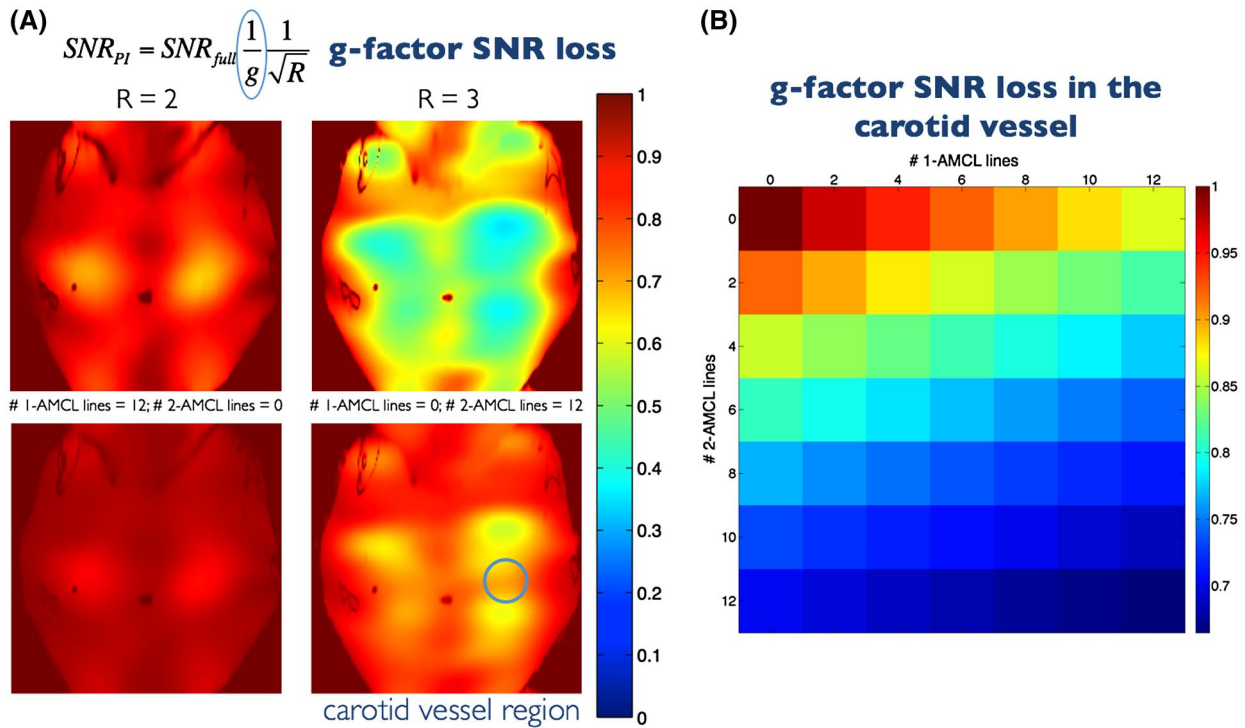 (A)
SNR_PI = SNR_full 1/g 1/√R
g-factor SNR loss
R = 2
R = 3
1
0.9
0.8
0.7
0.6
0.5
0.4
0.3
0.2
0.1
0
# 1-AMCL lines = 12; # 2-AMCL lines = 0
# 1-AMCL lines = 0; # 2-AMCL lines = 12
carotid vessel region
(B)
g-factor SNR loss in the
carotid vessel
# 1-AMCL lines
0 2 4 6 8 10 12
# 2-AMCL lines
0
2
4
6
8
10
12
1
0.95
0.9
0.85
0.8
0.75
0.7